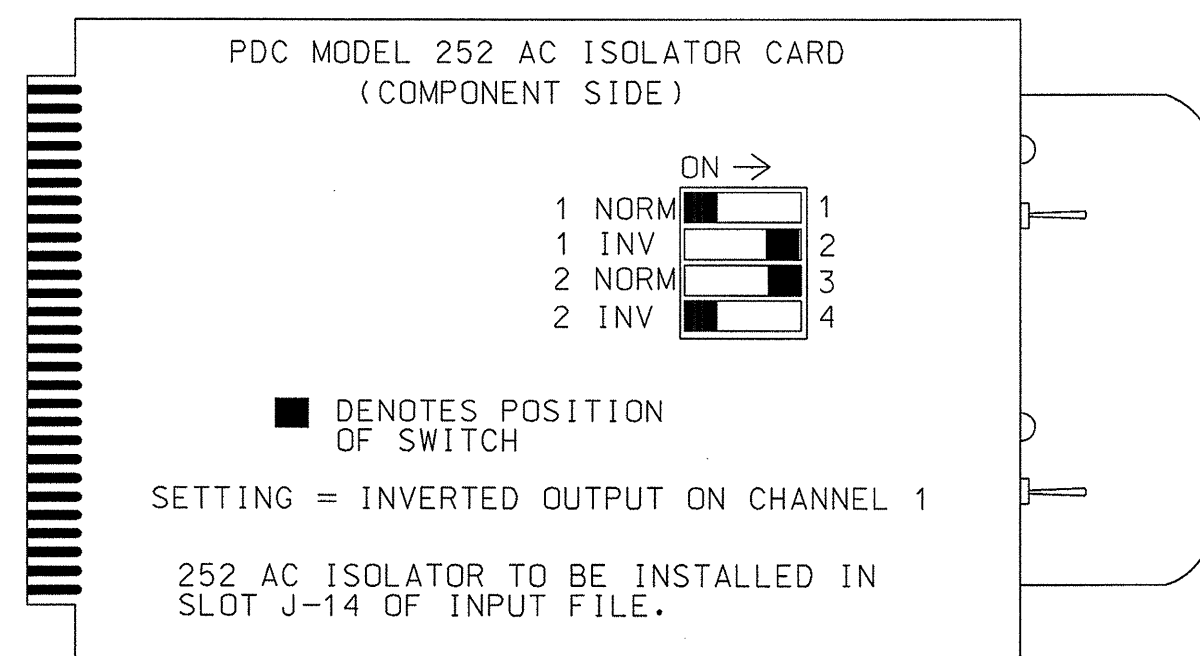 PDC MODEL 252 AC ISOLATOR CARD
(COMPONENT SIDE)
ON →
1 NORM 1
1 INV 2
2 NORM 3
2 INV 4
DENOTES POSITION
OF SWITCH
SETTING = INVERTED OUTPUT ON CHANNEL 1
252 AC ISOLATOR TO BE INSTALLED IN
SLOT J-14 OF INPUT FILE.